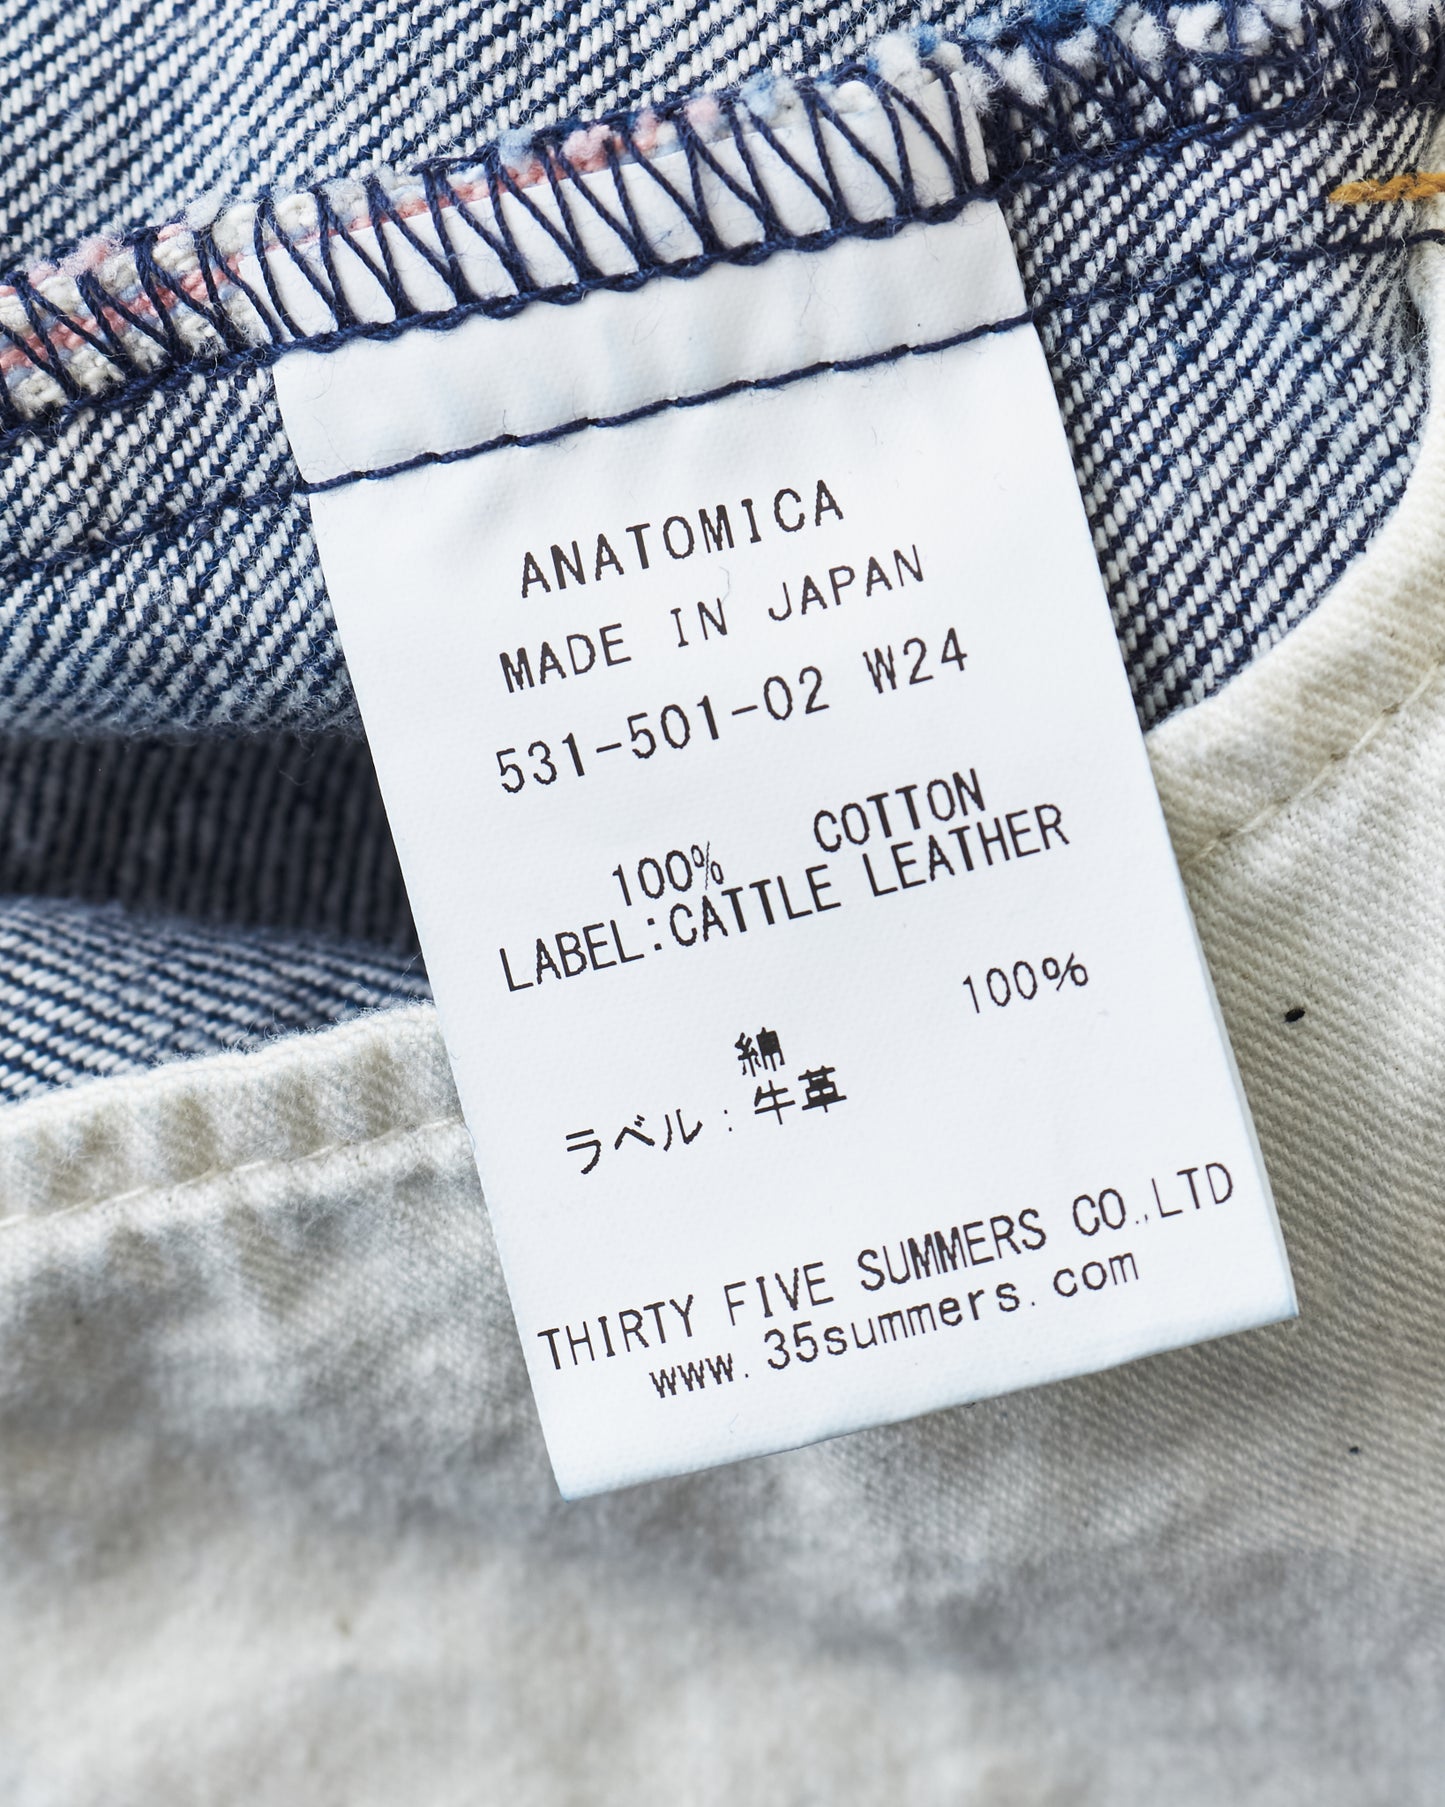 ANATOMICA
MADE IN JAPAN
531-501-02 W24
100% COTTON
LABEL:CATTLE LEATHER
綿 100%
ラベル:牛革
THIRTY FIVE SUMMERS CO.,LTD
www.35summers.com